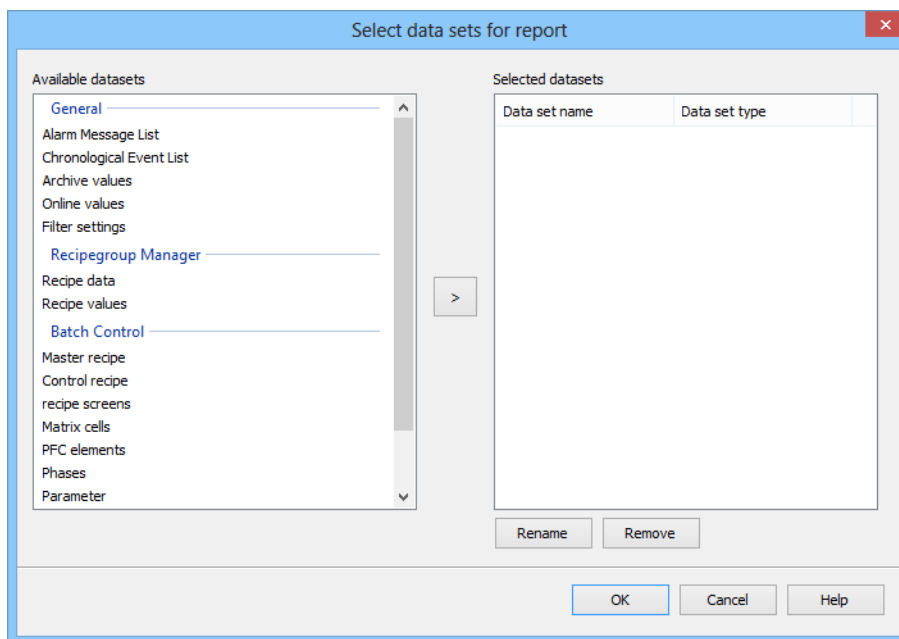 Select data sets for report
Available datasets
General
Alarm Message List
Chronological Event List
Archive values
Online values
Filter settings
Recipegroup Manager
Recipe data
Recipe values
Batch Control
Master recipe
Control recipe
recipe screens
Matrix cells
PFC elements
Phases
Parameter
>
Selected datasets
Data set name Data set type
Rename Remove
OK Cancel Help